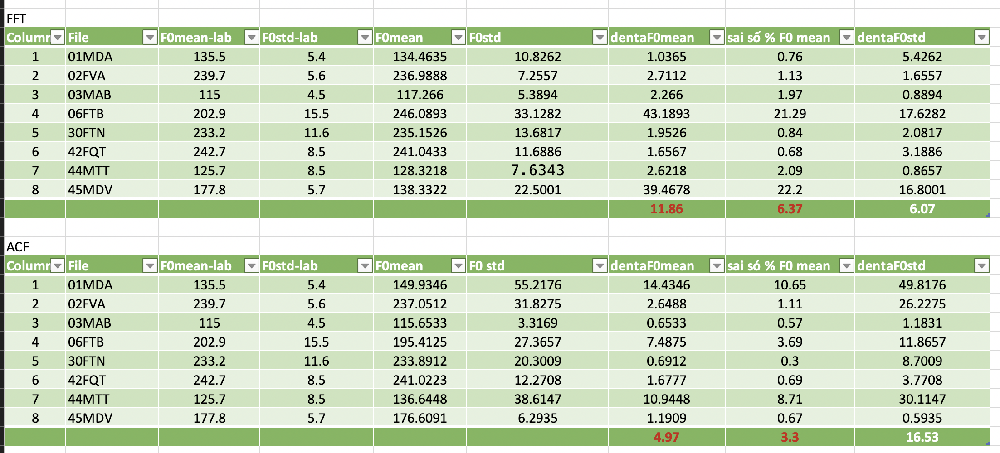 FFT
Column File F0mean-lab F0std-lab F0mean F0std dentaF0mean sai số % F0 mean dentaF0std
1 01MDA 135.5 5.4 134.4635 10.8262 1.0365 0.76 5.4262
2 02FVA 239.7 5.6 236.9888 7.2557 2.7112 1.13 1.6557
3 03MAB 115 4.5 117.266 5.3894 2.266 1.97 0.8894
4 06FTB 202.9 15.5 246.0893 33.1282 43.1893 21.29 17.6282
5 30FTN 233.2 11.6 235.1526 13.6817 1.9526 0.84 2.0817
6 42FQT 242.7 8.5 241.0433 11.6886 1.6567 0.68 3.1886
7 44MTT 125.7 8.5 128.3218 7.6343 2.6218 2.09 0.8657
8 45MDV 177.8 5.7 138.3322 22.5001 39.4678 22.2 16.8001
11.86 6.37 6.07
ACF
Column File F0mean-lab F0std-lab F0mean F0 std dentaF0mean sai só % F0 mean dentaF0std
1 01MDA 135.5 5.4 149.9346 55.2176 14.4346 10.65 49.8176
2 02FVA 239.7 5.6 237.0512 31.8275 2.6488 1.11 26.2275
3 03MAB 115 4.5 115.6533 3.3169 0.6533 0.57 1.1831
4 06FTB 202.9 15.5 195.4125 27.3657 7.4875 3.69 11.8657
5 30FTN 233.2 11.6 233.8912 20.3009 0.6912 0.3 8.7009
6 42FQT 242.7 8.5 241.0223 12.2708 1.6777 0.69 3.7708
7 44MTT 125.7 8.5 136.6448 38.6147 10.9448 8.71 30.1147
8 45MDV 177.8 5.7 176.6091 6.2935 1.1909 0.67 0.5935
4.97 3.3 16.53